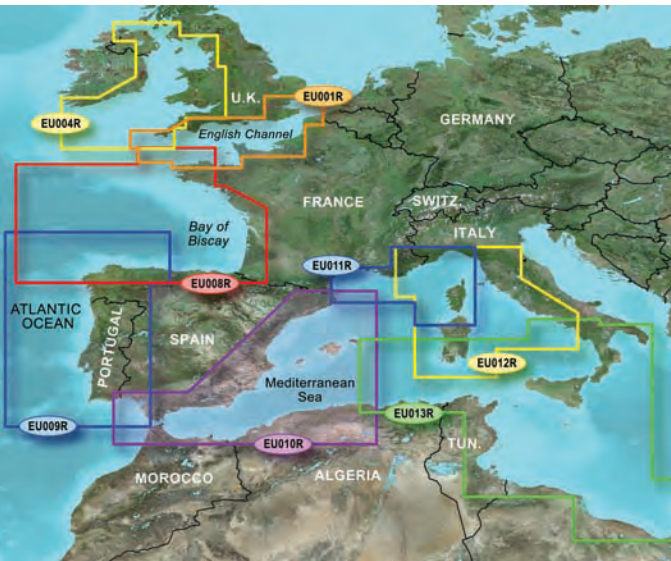 U.K.
EU001R
EU004R
English Channel
GERMANY
FRANCE
SWITZ.
Bay of
Biscay
ITALY
EU011R
EU008R
ATLANTIC
OCEAN
PORTUGAL
SPAIN
EU012R
Mediterranean
Sea
EU013R
EU009R
EU010R
TUN.
MOROCCO
ALGERIA